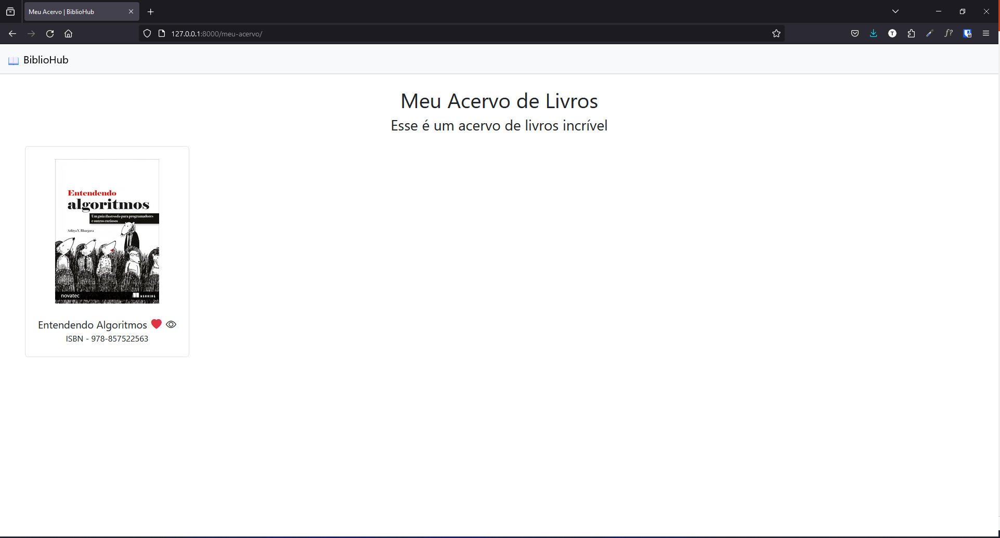 Meu Acervo | BiblioHub
127.0.0.1:8000/meu-acervo/
T
f?
BiblioHub
Meu Acervo de Livros
Esse é um acervo de livros incrível
Entendendo
algoritmos
Um guia ilustrado para programadores
e outros curiosos
Aditya Y. Bhargava
novatec
MANNING
Entendendo Algoritmos
ISBN - 978-857522563